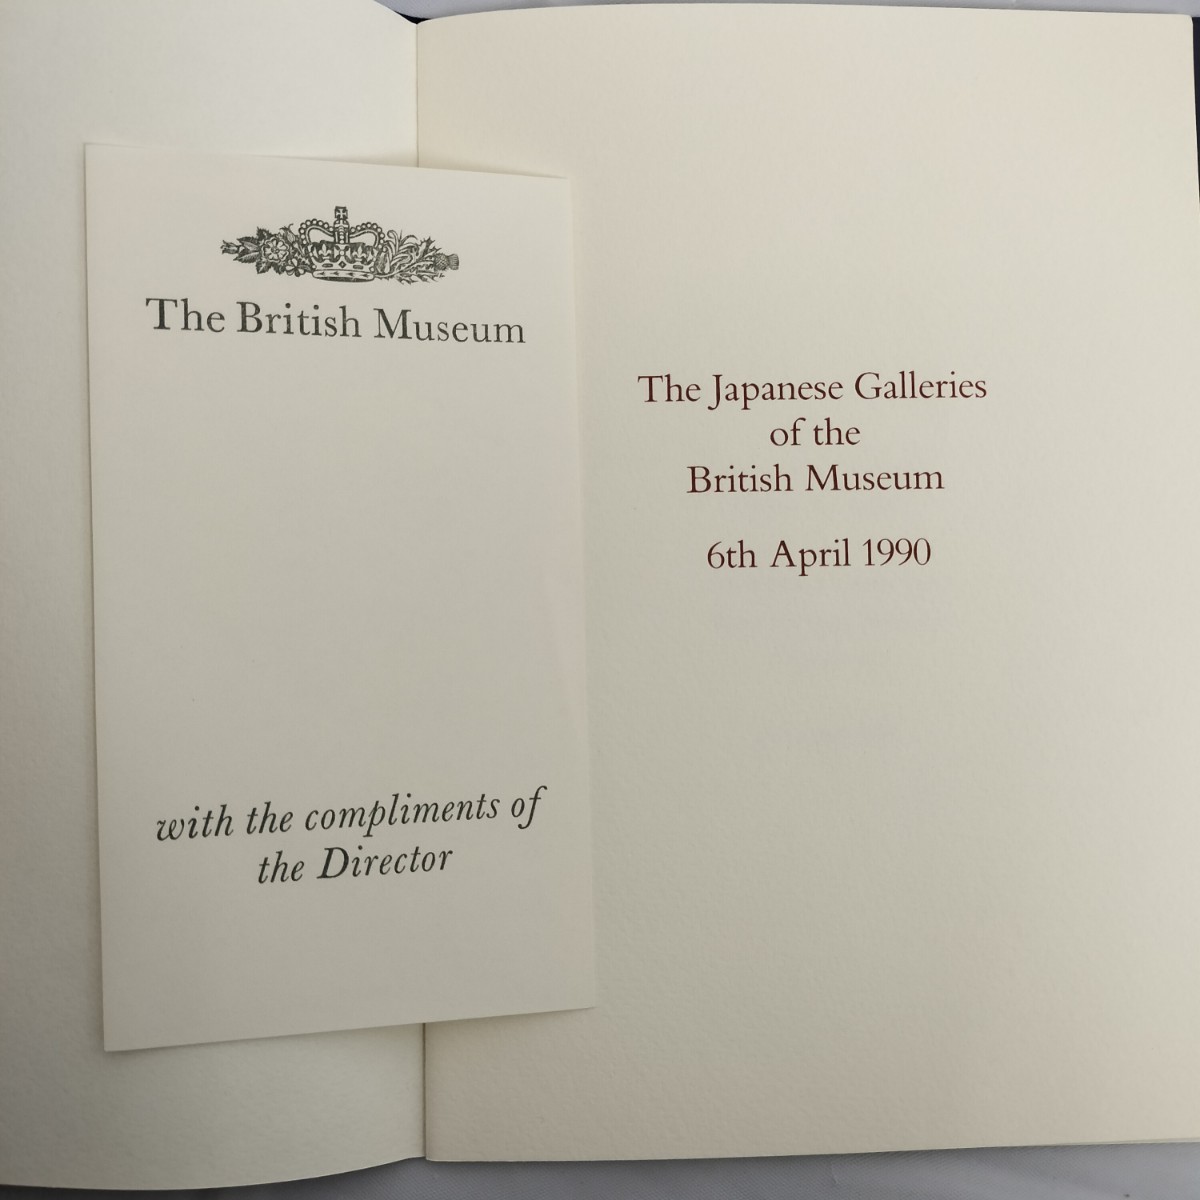 The British Museum
with the compliments of
the Director
The Japanese Galleries
of the
British Museum
6th April 1990